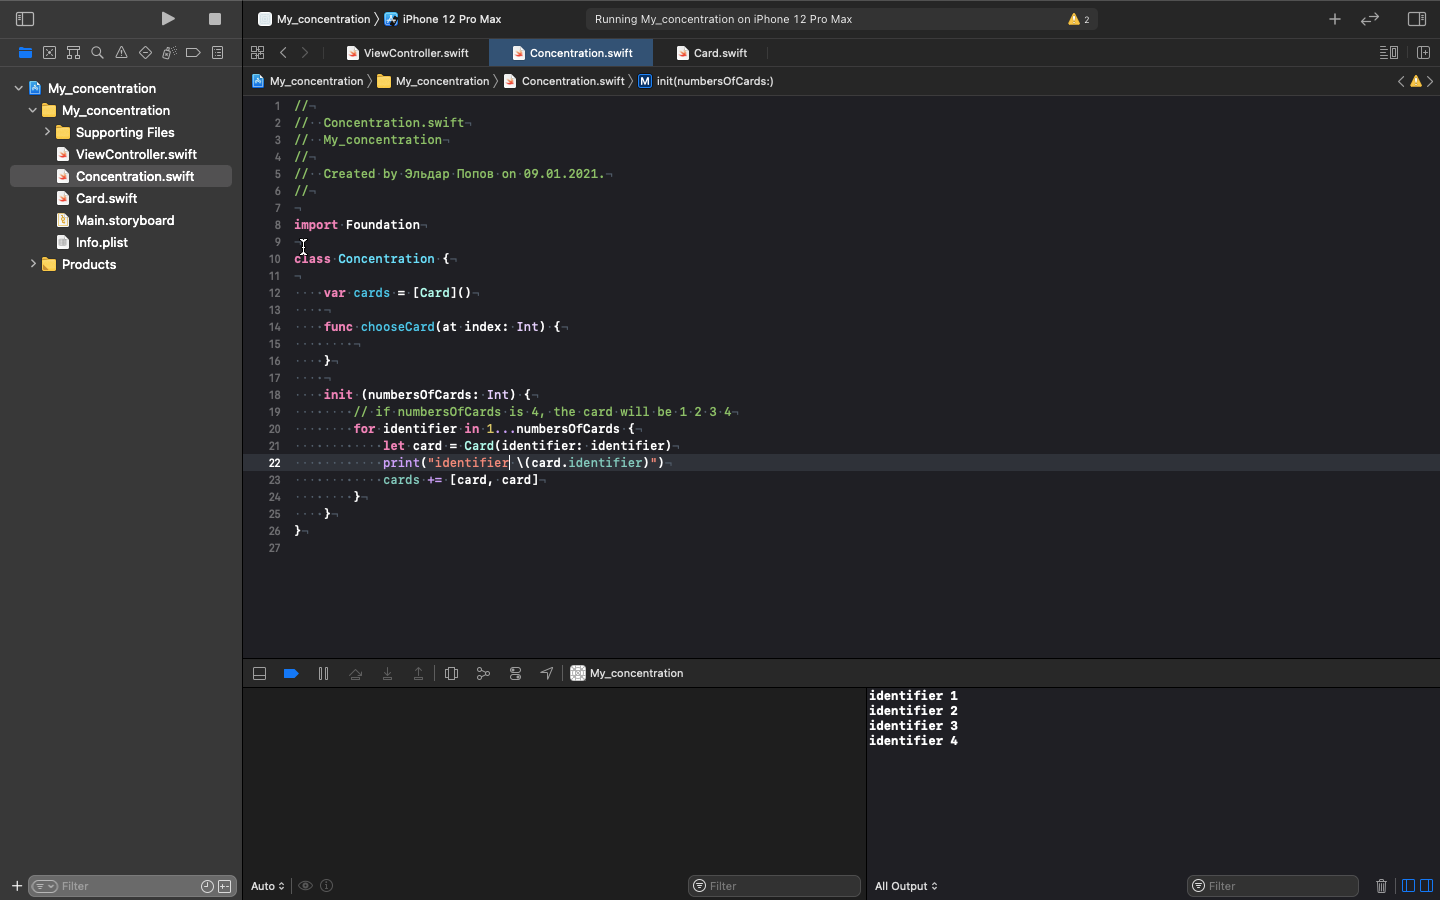 My_concentration 〉 iPhone 12 Pro Max
Running My_concentration on iPhone 12 Pro Max
2
ViewController.swift
Concentration.swift
Card.swift
My_concentration 〉 My_concentration 〉 Concentration.swift 〉 M init(numbersOfCards:)
My_concentration
My_concentration
Supporting Files
ViewController.swift
Concentration.swift
Card.swift
Main.storyboard
Info.plist
Products
1 //
2 //  Concentration.swift
3 //  My_concentration
4 //
5 //  Created by Эльдар Попов on 09.01.2021.
6 //
7
8 import Foundation
9
10 class Concentration {
11
12     var cards = [Card]()
13
14     func chooseCard(at index: Int) {
15
16     }
17
18     init (numbersOfCards: Int) {
19         // if numbersOfCards is 4, the card will be 1 2 3 4
20         for identifier in 1...numbersOfCards {
21             let card = Card(identifier: identifier)
22             print("identifier \(card.identifier)")
23             cards += [card, card]
24         }
25     }
26 }
27
My_concentration
identifier 1
identifier 2
identifier 3
identifier 4
Filter
Auto
Filter
All Output
Filter